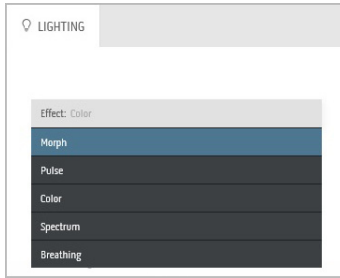 LIGHTING
Effect: Color
Morph
Pulse
Color
Spectrum
Breathing